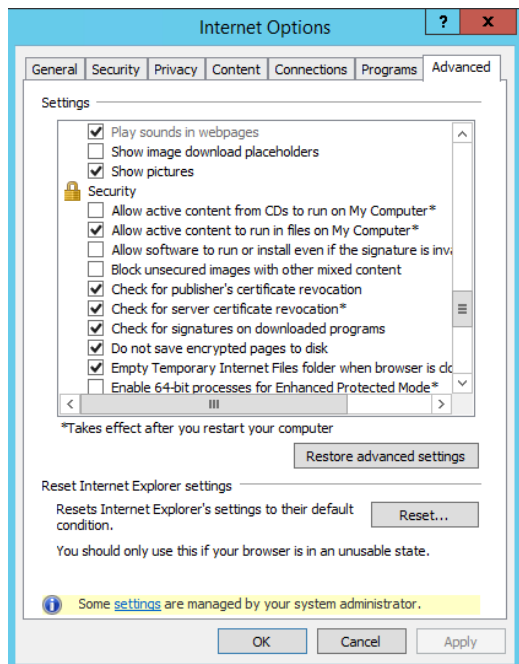 Internet Options
?
x
General
Security
Privacy
Content
Connections
Programs
Advanced
Settings
Play sounds in webpages
Show image download placeholders
Show pictures
Security
Allow active content from CDs to run on My Computer*
Allow active content to run in files on My Computer*
Allow software to run or install even if the signature is
Block unsecured images with other mixed content
Check for publisher's certificate revocation
Check for server certificate revocation*
Check for signatures on downloaded programs
Do not save encrypted pages to disk
Empty Temporary Internet Files folder when browser is
Enable 64-bit processes for Enhanced Protected Mode*
*Takes effect after you restart your computer
Restore advanced settings
Reset Internet Explorer settings
Resets Internet Explorer's settings to their default
condition.
Reset...
You should only use this if your browser is in an unusable state.
Some settings are managed by your system administrator.
OK
Cancel
Apply